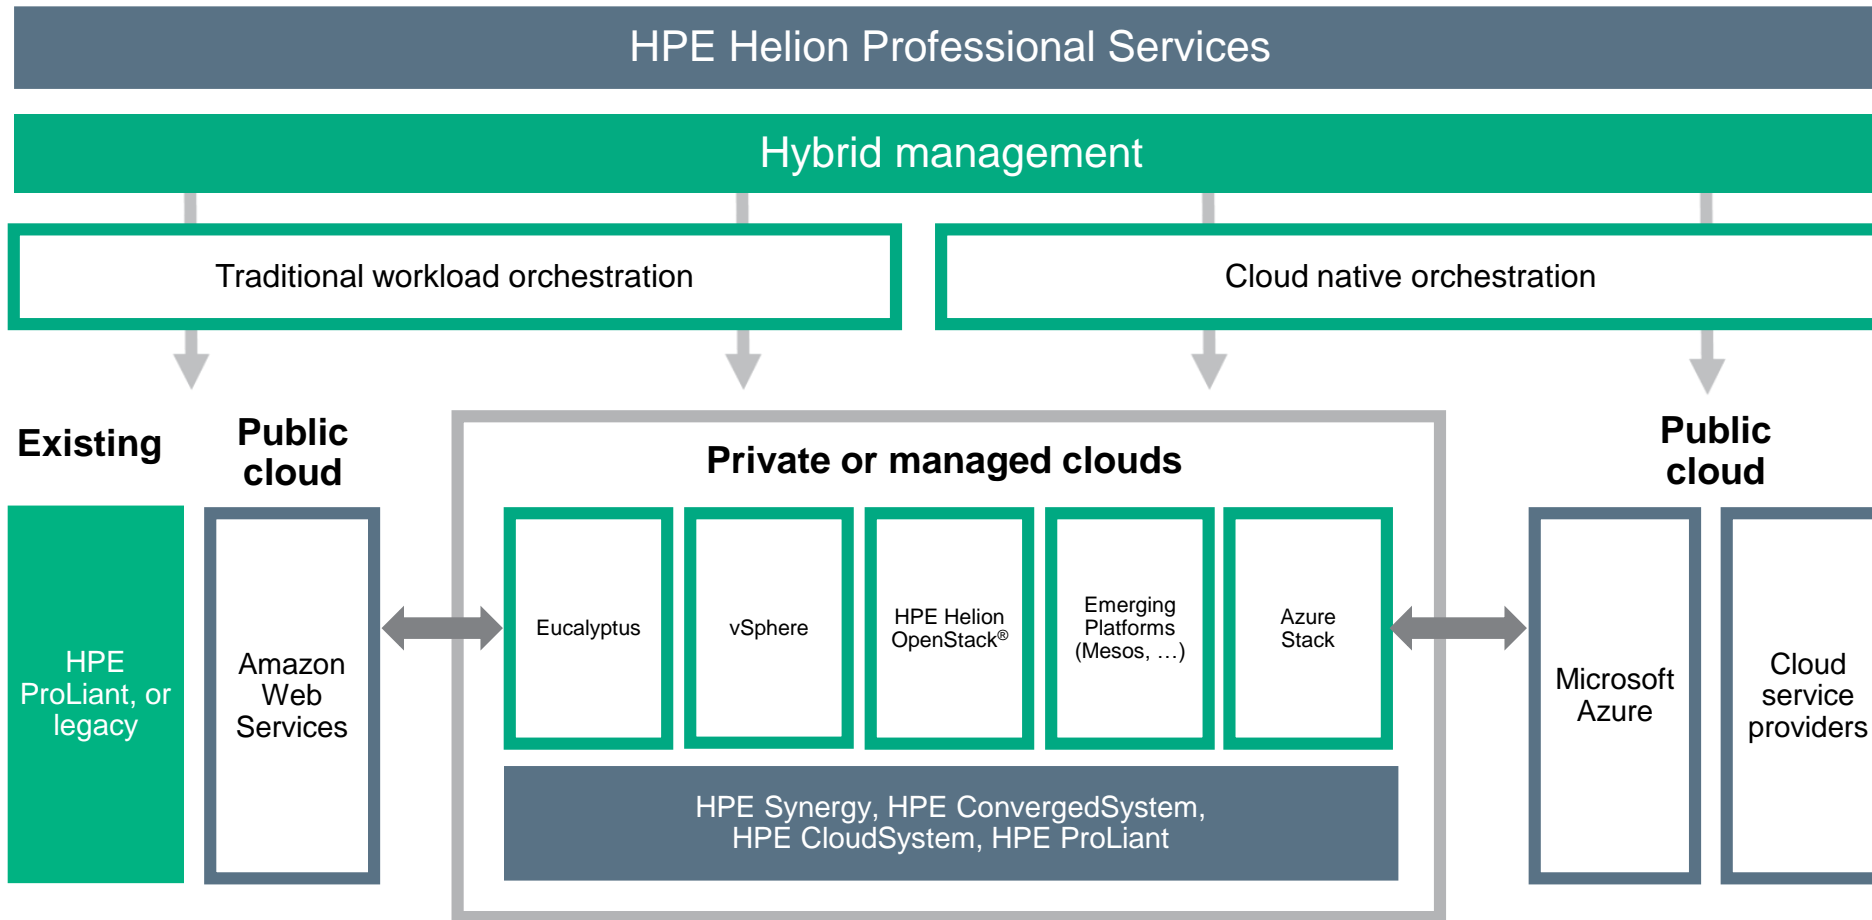 HPE Helion Professional Services
Hybrid management
Traditional workload orchestration
Cloud native orchestration
Existing
Public
cloud
Private or managed clouds
Public
cloud
HPE
ProLiant, or
legacy
Amazon
Web
Services
Eucalyptus
vSphere
HPE Helion
OpenStack®
Emerging
Platforms
(Mesos, …)
Azure
Stack
Microsoft
Azure
Cloud
service
providers
HPE Synergy, HPE ConvergedSystem,
HPE CloudSystem, HPE ProLiant